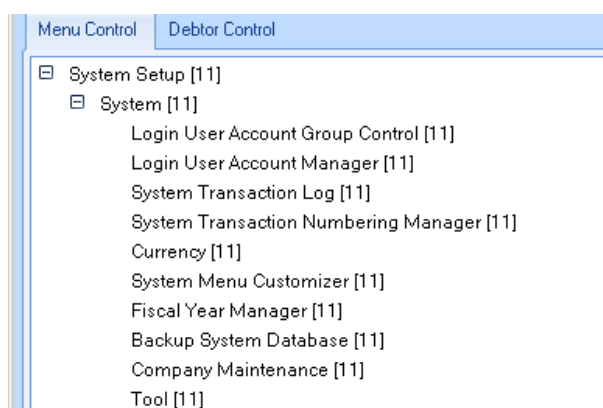 Menu Control Debtor Control
System Setup [11]
System [11]
Login User Account Group Control [11]
Login User Account Manager [11]
System Transaction Log [11]
System Transaction Numbering Manager [11]
Currency [11]
System Menu Customizer [11]
Fiscal Year Manager [11]
Backup System Database [11]
Company Maintenance [11]
Tool [11]